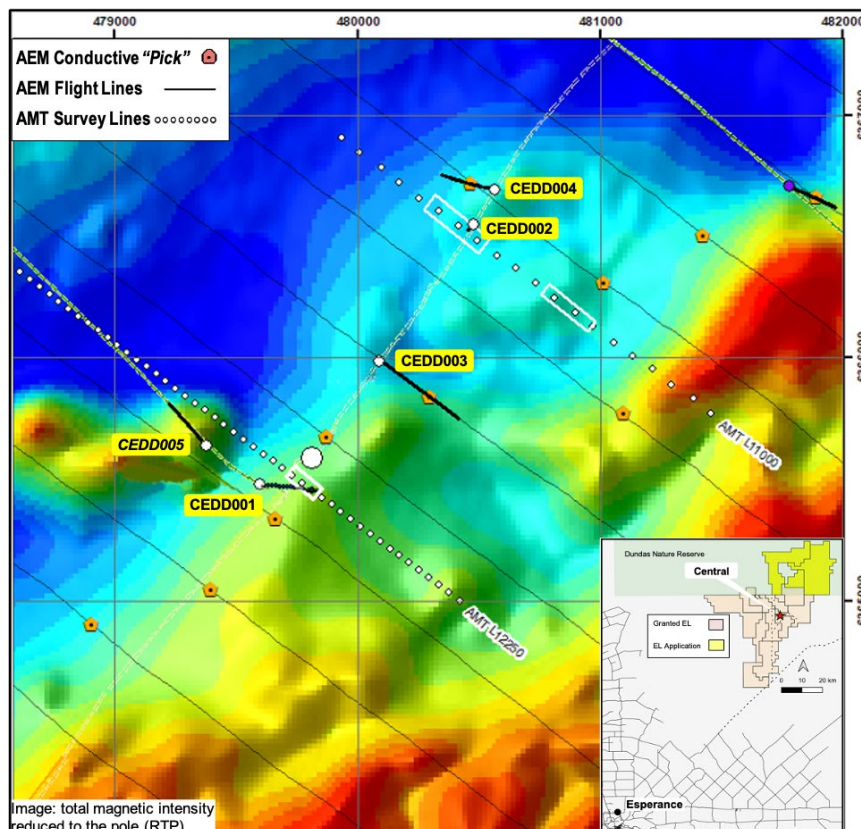 479000
480000
481000
482000
AEM Conductive “Pick”
AEM Flight Lines
AMT Survey Lines
CEDD004
CEDD002
CEDD003
CEDD005
CEDD001
AMT L11000
AMT L12250
Dundas Nature Reserve
Central
Granted EL
EL Application
0 10 20 km
Esperance
Image: total magnetic intensity
reduced to the pole (RTP)